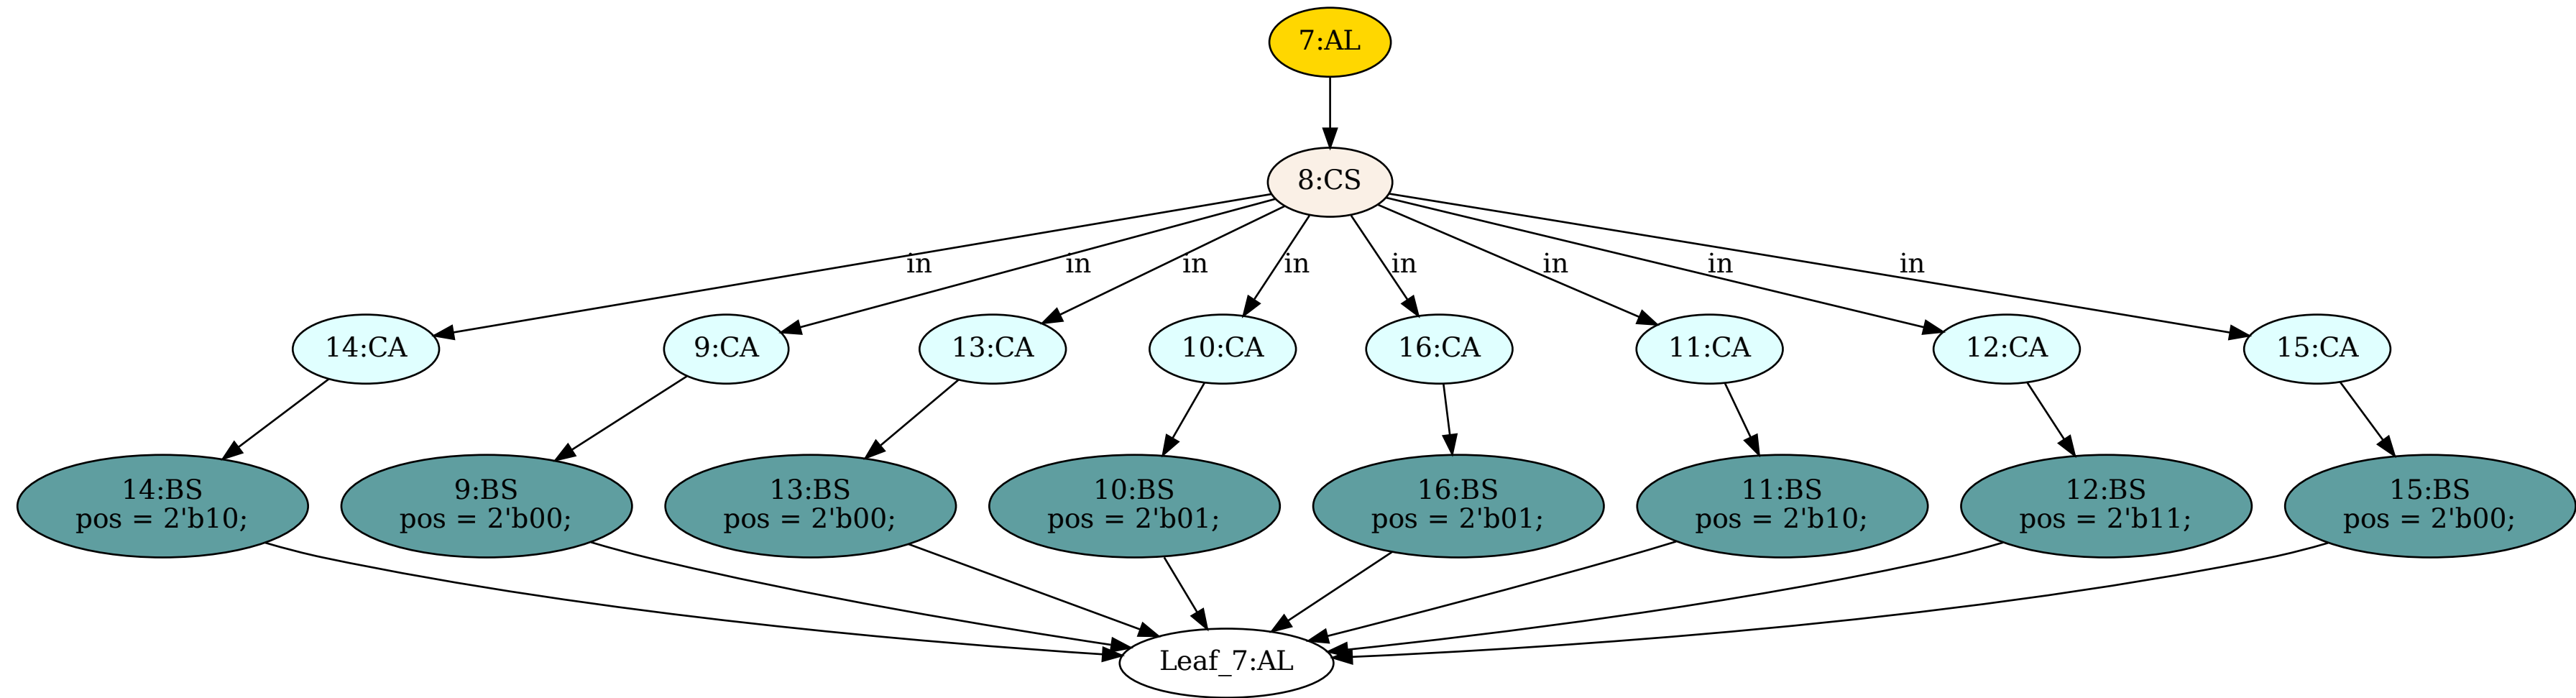 7:AL
8:CS
in
in
in
in
in
in
in
in
14:CA
9:CA
13:CA
10:CA
16:CA
11:CA
12:CA
15:CA
14:BS
pos = 2'b10;
9:BS
pos = 2'b00;
13:BS
pos = 2'b00;
10:BS
pos = 2'b01;
16:BS
pos = 2'b01;
11:BS
pos = 2'b10;
12:BS
pos = 2'b11;
15:BS
pos = 2'b00;
Leaf_7:AL